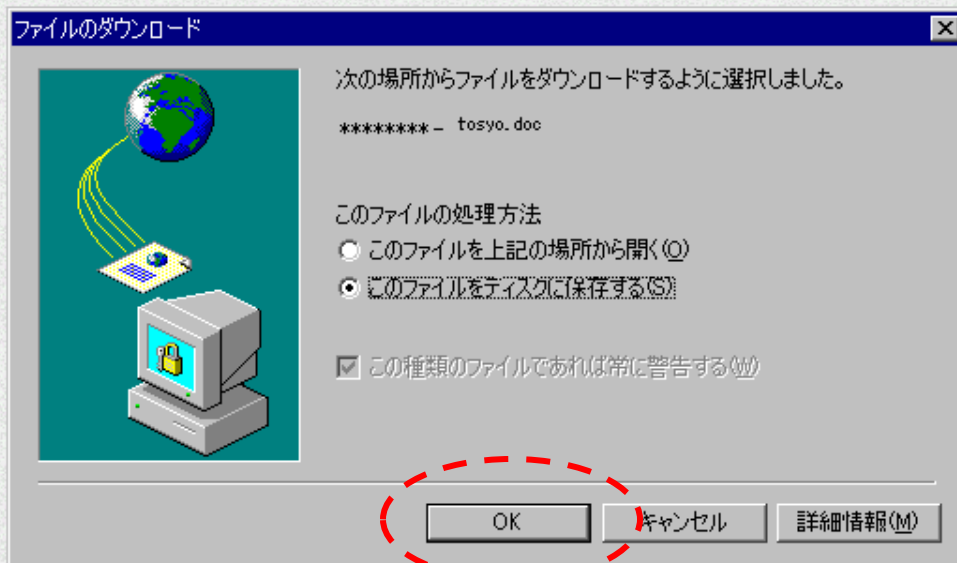 ファイルのダウンロード
次の場所からファイルをダウンロードするように選択しました。
********－ tosyo.doc
このファイルの処理方法
このファイルを上記の場所から開く(O)
このファイルをディスクに保存する(S)
この種類のファイルであれば常に警告する(W)
OK
キャンセル
詳細情報(M)